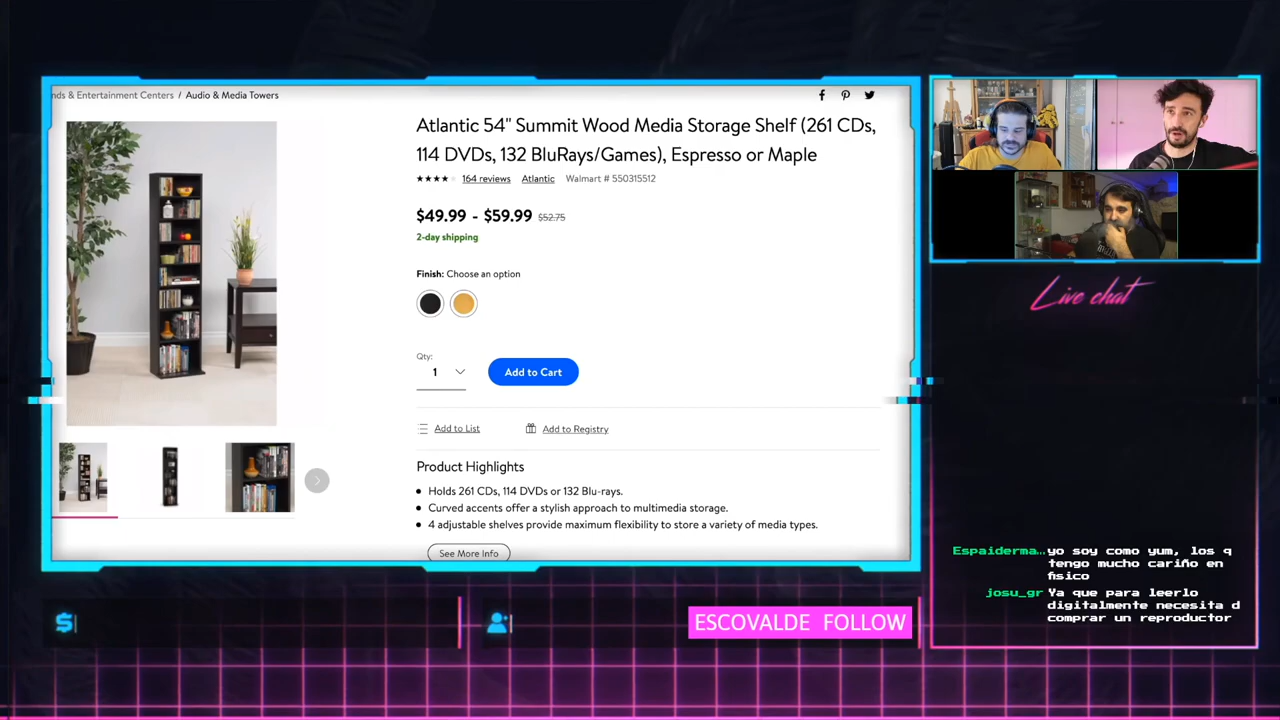 nds & Entertainment Centers / Audio & Media Towers
Atlantic 54" Summit Wood Media Storage Shelf (261 CDs,
114 DVDs, 132 BluRays/Games), Espresso or Maple
164 reviews Atlantic Walmart # 550315512
$49.99 - $59.99 $52.75
2-day shipping
Finish: Choose an option
Qty:
1
Add to Cart
Add to List
Add to Registry
Product Highlights
Holds 261 CDs, 114 DVDs or 132 Blu-rays.
Curved accents offer a stylish approach to multimedia storage.
4 adjustable shelves provide maximum flexibility to store a variety of media types.
See More Info
Live chat
Espaiderma… yo soy como yum, los q
tengo mucho cariño en
fisico
josu_gr Ya que para leerlo
digitalmente necesita d
comprar un reproductor
ESCOVALDE FOLLOW